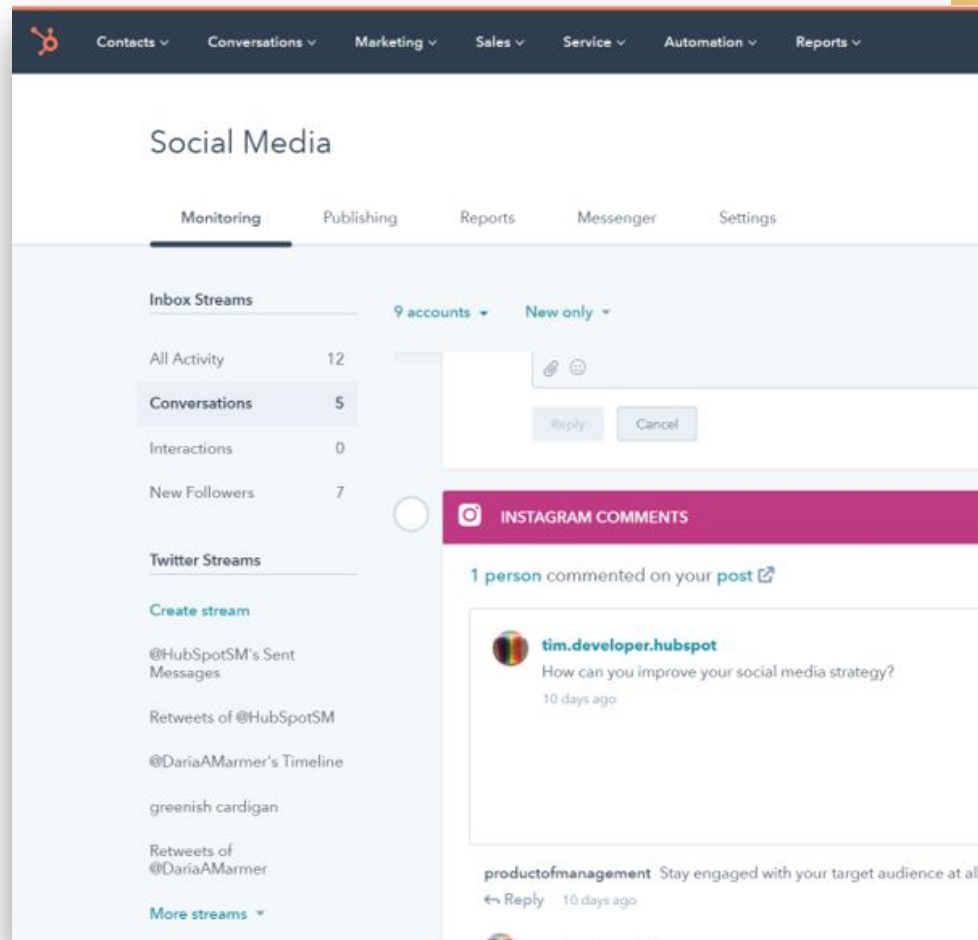 Contacts Conversations Marketing Sales Service Automation Reports
Social Media
Monitoring Publishing Reports Messenger Settings
Inbox Streams
9 accounts New only
All Activity 12
Conversations 5
Reply Cancel
Interactions 0
New Followers 7
INSTAGRAM COMMENTS
Twitter Streams
1 person commented on your post
Create stream
@HubSpotSM's Sent
Messages
tim.developer.hubspot
How can you improve your social media strategy?
10 days ago
Retweets of @HubSpotSM
@DariaAMarmer's Timeline
greenish cardigan
Retweets of
@DariaAMarmer
productofmanagement Stay engaged with your target audience at al
Reply 10 days ago
More streams